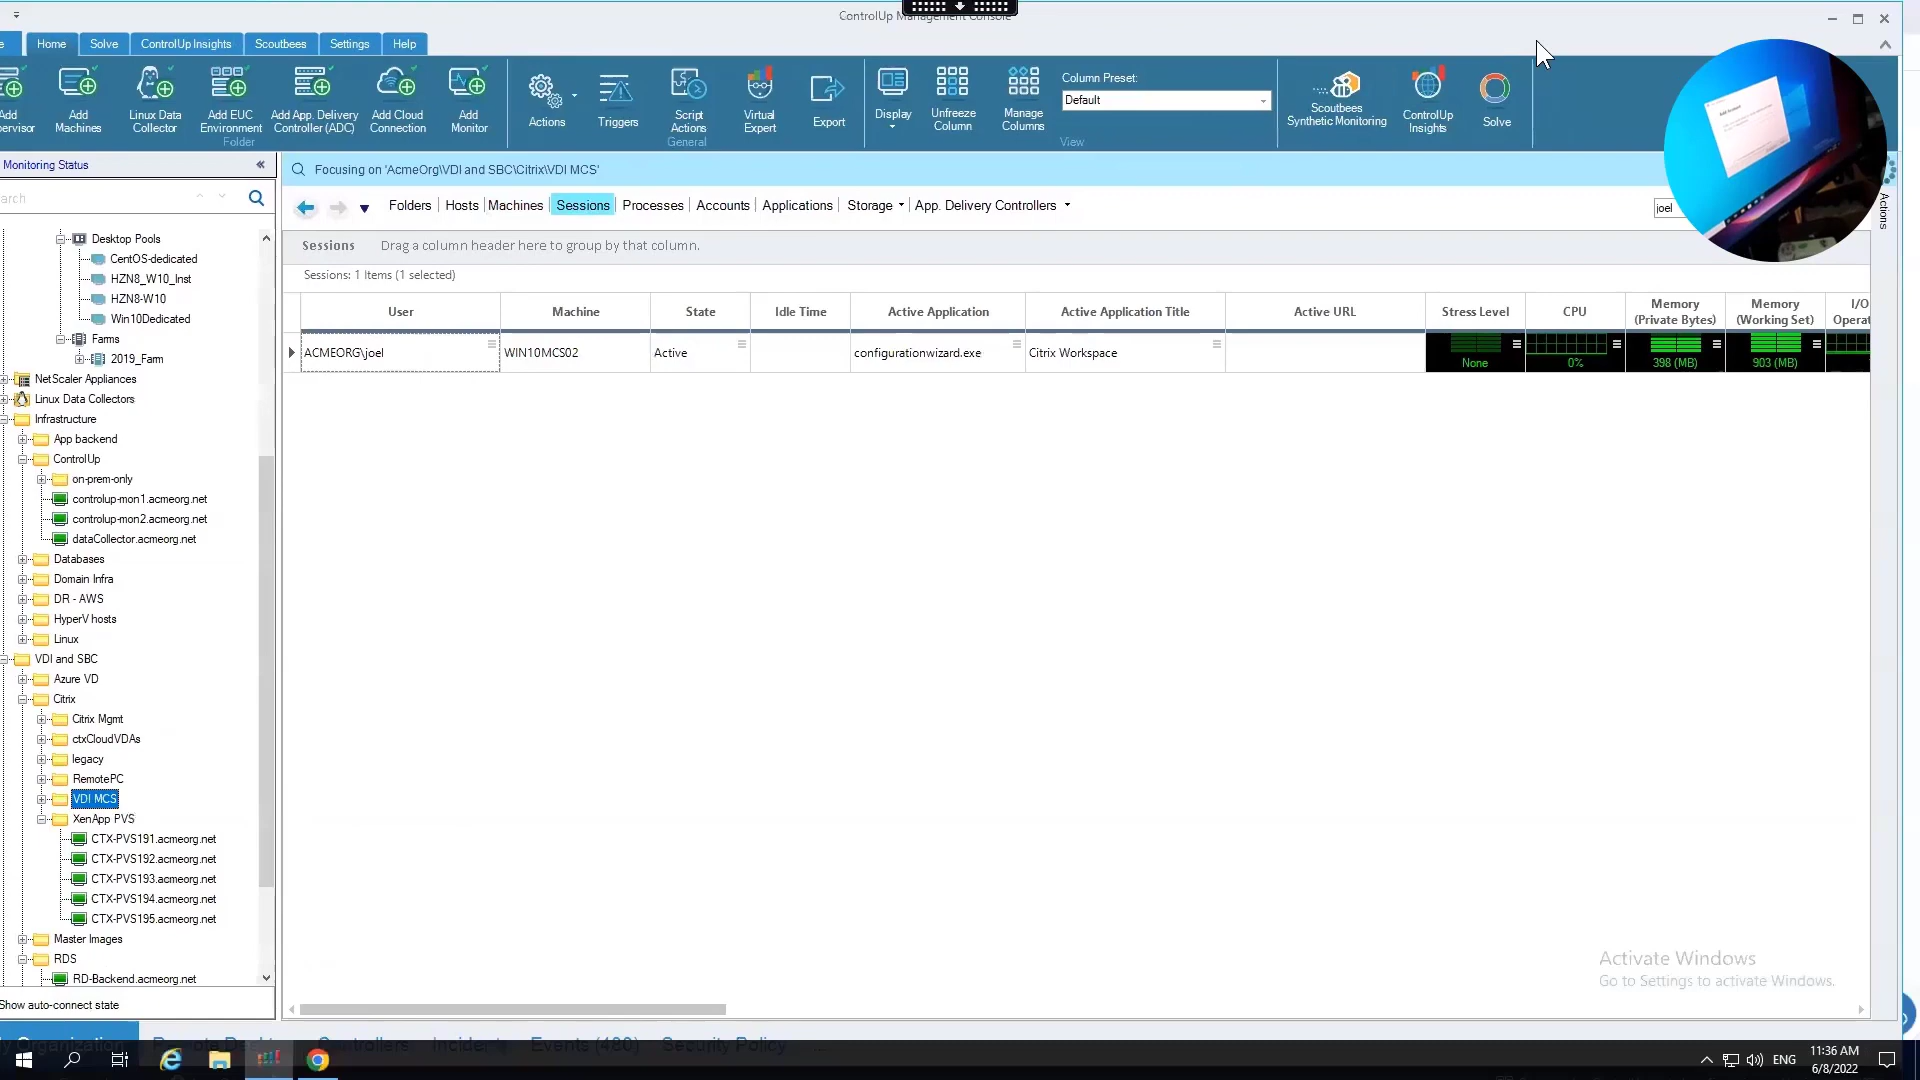 ControlUp Management Console
Home
Solve
ControlUp Insights
Scoutbees
Settings
Help
Add
Machines
Linux Data
Collector
Add EUC
Environment
Add App. Delivery
Controller (ADC)
Add Cloud
Connection
Add
Monitor
Folder
Actions
Triggers
Script
Actions
Virtual
Expert
Export
General
Display
Unfreeze
Column
Manage
Columns
Column Preset:
Default
View
Scoutbees
Synthetic Monitoring
ControlUp
Insights
Solve
Monitoring Status
Focusing on 'AcmeOrg\VDI and SBC\Citrix\VDI MCS'
Folders
Hosts
Machines
Sessions
Processes
Accounts
Applications
Storage
App. Delivery Controllers
joel
Actions
Sessions
Drag a column header here to group by that column.
Sessions: 1 Items (1 selected)
User
Machine
State
Idle Time
Active Application
Active Application Title
Active URL
Stress Level
CPU
Memory
(Private Bytes)
Memory
(Working Set)
I/O
ACMEORG\joel
WIN10MCS02
Active
configurationwizard.exe
Citrix Workspace
None
0%
398 (MB)
903 (MB)
Desktop Pools
CentOS-dedicated
HZN8_W10_Inst
HZN8-W10
Win10Dedicated
Farms
2019_Farm
NetScaler Appliances
Linux Data Collectors
Infrastructure
App backend
ControlUp
on-prem-only
controlup-mon1.acmeorg.net
controlup-mon2.acmeorg.net
dataCollector.acmeorg.net
Databases
Domain Infra
DR - AWS
HyperV hosts
Linux
VDI and SBC
Azure VD
Citrix
Citrix Mgmt
ctxCloudVDAs
legacy
RemotePC
VDI MCS
XenApp PVS
CTX-PVS191.acmeorg.net
CTX-PVS192.acmeorg.net
CTX-PVS193.acmeorg.net
CTX-PVS194.acmeorg.net
CTX-PVS195.acmeorg.net
Master Images
RDS
RD-Backend.acmeorg.net
Show auto-connect state
Activate Windows
Go to Settings to activate Windows.
Events (480)
Security Policy
ENG
11:36 AM
6/8/2022